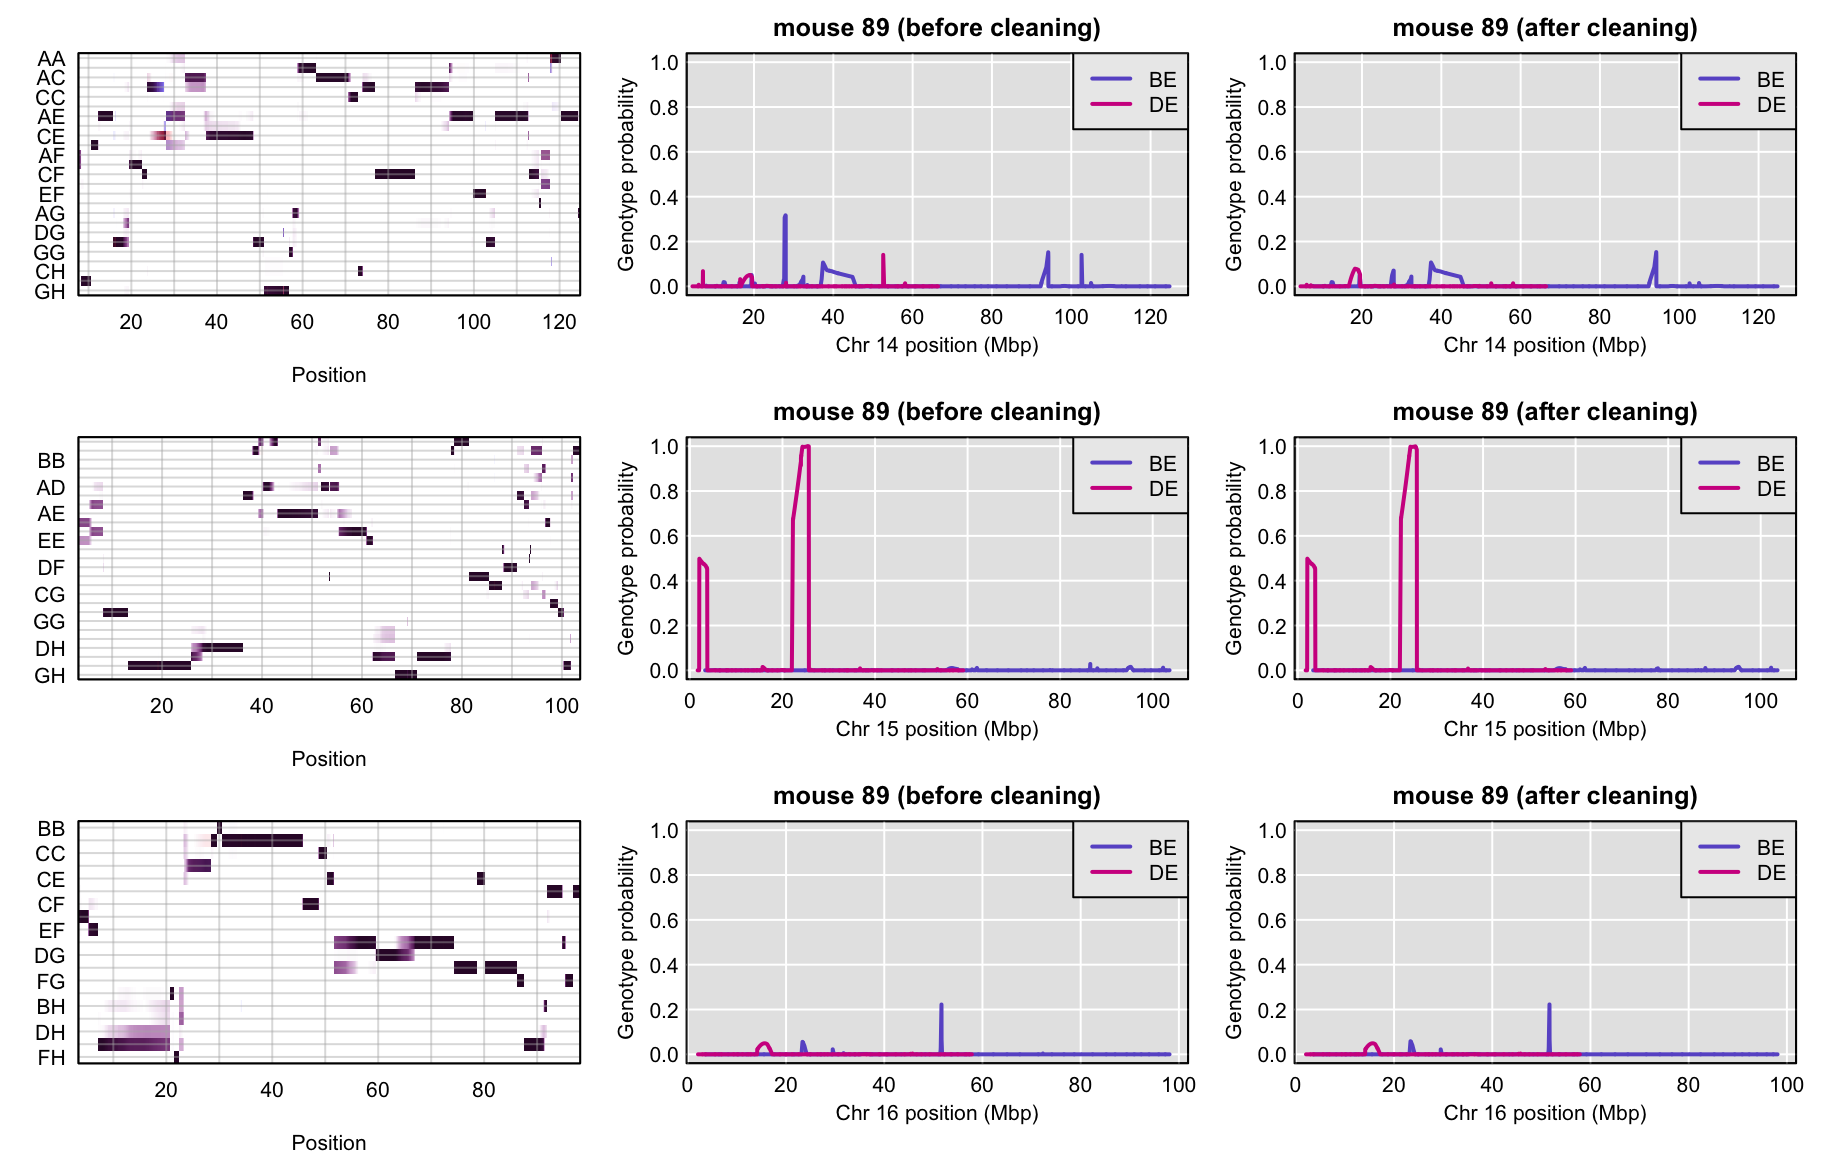 AA
AC
CC
AE
CE
AF
CF
EF
AG
DG
GG
CH
GH
20 40 60 80 100 120
Position
mouse 89 (before cleaning)
Genotype probability
1.0
0.8
0.6
0.4
0.2
0.0
BE
DE
20 40 60 80 100 120
Chr 14 position (Mbp)
mouse 89 (after cleaning)
Genotype probability
1.0
0.8
0.6
0.4
0.2
0.0
BE
DE
20 40 60 80 100 120
Chr 14 position (Mbp)
BB
AD
AE
EE
DF
CG
GG
DH
GH
20 40 60 80 100
Position
mouse 89 (before cleaning)
Genotype probability
1.0
0.8
0.6
0.4
0.2
0.0
BE
DE
0 20 40 60 80 100
Chr 15 position (Mbp)
mouse 89 (after cleaning)
Genotype probability
1.0
0.8
0.6
0.4
0.2
0.0
BE
DE
0 20 40 60 80 100
Chr 15 position (Mbp)
BB
CC
CE
CF
EF
DG
FG
BH
DH
FH
20 40 60 80
Position
mouse 89 (before cleaning)
Genotype probability
1.0
0.8
0.6
0.4
0.2
0.0
BE
DE
0 20 40 60 80 100
Chr 16 position (Mbp)
mouse 89 (after cleaning)
Genotype probability
1.0
0.8
0.6
0.4
0.2
0.0
BE
DE
0 20 40 60 80 100
Chr 16 position (Mbp)